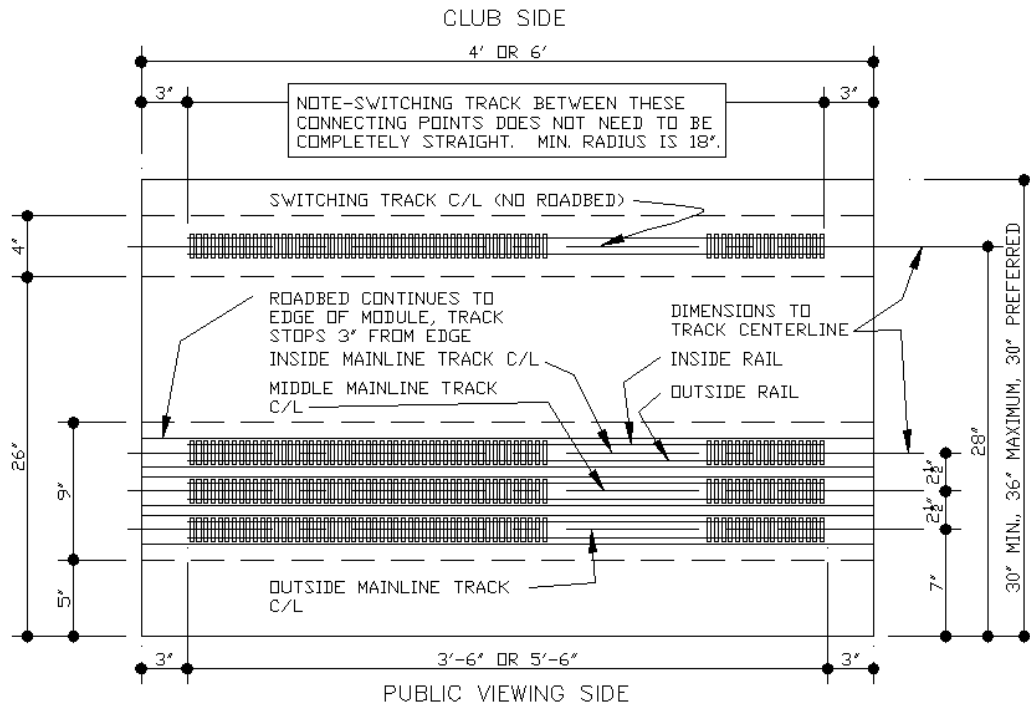 CLUB SIDE
4' OR 6'
3"
3"
NOTE-SWITCHING TRACK BETWEEN THESE
CONNECTING POINTS DOES NOT NEED TO BE
COMPLETELY STRAIGHT. MIN. RADIUS IS 18".
SWITCHING TRACK C/L (NO ROADBED)
4"
ROADBED CONTINUES TO
EDGE OF MODULE, TRACK
STOPS 3" FROM EDGE
DIMENSIONS TO
TRACK CENTERLINE
INSIDE MAINLINE TRACK C/L
INSIDE RAIL
MIDDLE MAINLINE TRACK
C/L
OUTSIDE RAIL
30" MIN., 36" MAXIMUM, 30" PREFERRED
28"
26"
9"
2½"
2½"
7"
5"
OUTSIDE MAINLINE TRACK
C/L
3"
3'-6" OR 5'-6"
3"
PUBLIC VIEWING SIDE